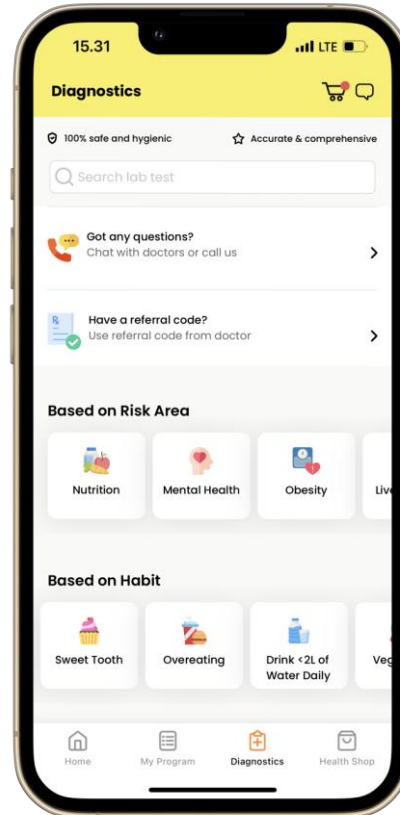 15.31
LTE
Diagnostics
100% safe and hygienic
Accurate & comprehensive
Search lab test
Got any questions?
Chat with doctors or call us
Have a referral code?
Use referral code from doctor
Based on Risk Area
Nutrition
Mental Health
Obesity
Live
Based on Habit
Sweet Tooth
Overeating
Drink <2L of
Water Daily
Veg
Home
My Program
Diagnostics
Health Shop